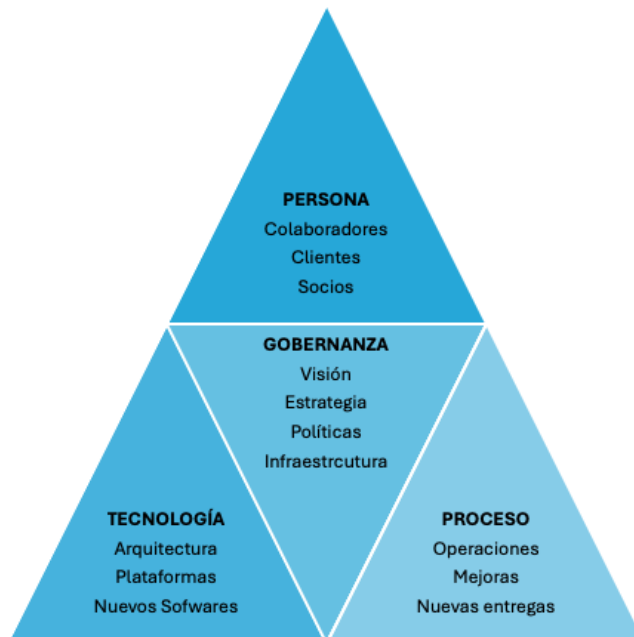 PERSONA
Colaboradores
Clientes
Socios
GOBERNANZA
Visión
Estrategia
Políticas
Infraestrcutura
TECNOLOGÍA
Arquitectura
Plataformas
Nuevos Sofwares
PROCESO
Operaciones
Mejoras
Nuevas entregas